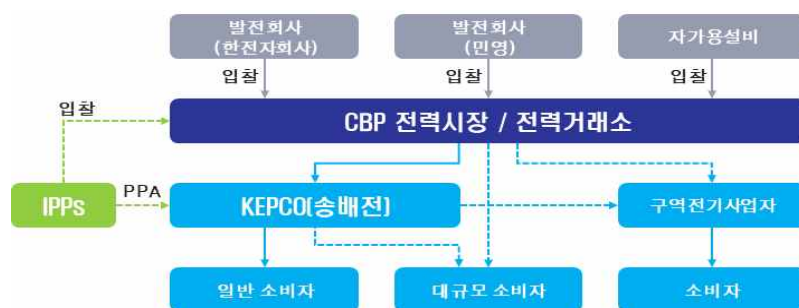 발전회사
(한전자회사)
발전회사
(민영)
자가용설비
입찰
입찰
입찰
입찰
CBP 전력시장 / 전력거래소
IPPs
PPA
KEPCO(송배전)
구역전기사업자
일반 소비자
대규모 소비자
소비자